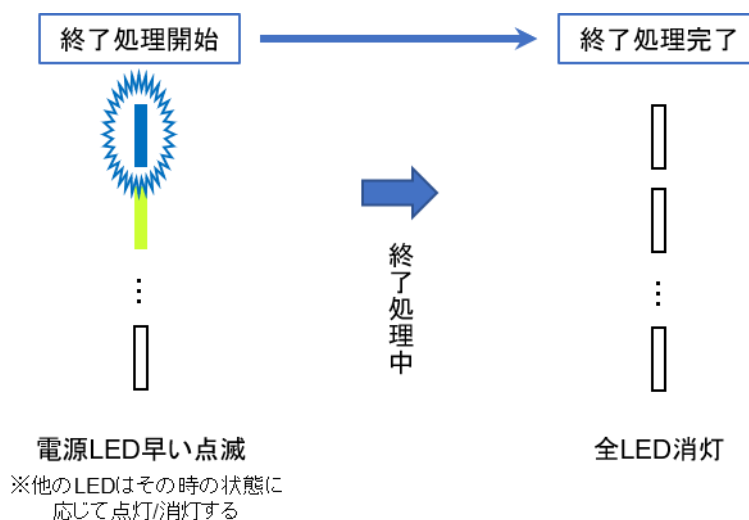 終了処理開始
終了処理完了
終了処理中
電源LED早い点滅
※他のLEDはその時の状態に
応じて点灯/消灯する
全LED消灯